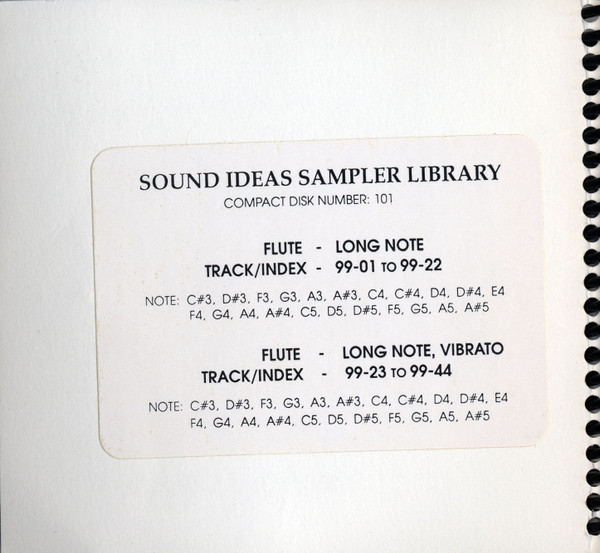 SOUND IDEAS SAMPLER LIBRARY
COMPACT DISK NUMBER: 101
FLUTE - LONG NOTE
TRACK/INDEX - 99-01 TO 99-22
NOTE: C#3, D#3, F3, G3, A3, A#3, C4, C#4, D4, D#4, E4
F4, G4, A4, A#4, C5, D5, D#5, F5, G5, A5, A#5
FLUTE - LONG NOTE, VIBRATO
TRACK/INDEX - 99-23 TO 99-44
NOTE: C#3, D#3, F3, G3, A3, A#3, C4, C#4, D4, D#4, E4
F4, G4, A4, A#4, C5, D5, D#5, F5, G5, A5, A#5